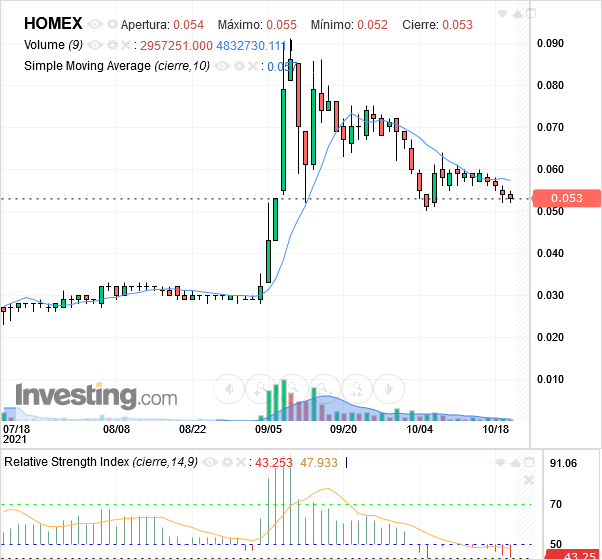 HOMEX Apertura: 0.054 Máximo: 0.055 Mínimo: 0.052 Cierre: 0.053
Volume (9) : 2957251.000 4832730.111
Simple Moving Average (cierre,10) : 0.057
0.090
0.080
0.070
0.060
0.053
0.050
0.040
0.030
0.020
0.010
Investing.com
07/18 08/08 08/22 09/05 09/20 10/04 10/18
2021
Relative Strength Index (cierre,14,9) : 43.253 47.933
91.06
70
50
43.25